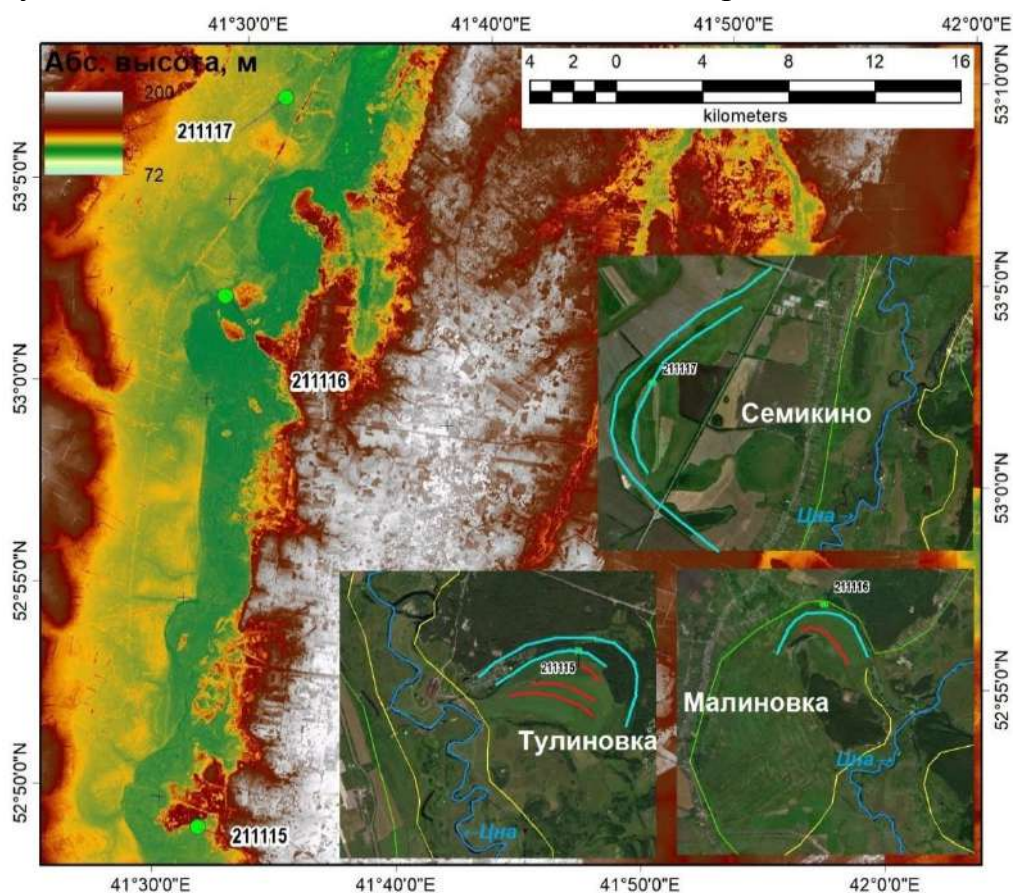 41°30'0"E 41°40'0"E 41°50'0"E 42°0'0"E
Абс. высота, м
200
72
4 2 0 4 8 12 16
kilometers
53°10'0"N
53°5'0"N
53°0'0"N
52°55'0"N
52°50'0"N
211117
211116
211115
53°5'0"N
53°0'0"N
52°55'0"N
211117
Семикино
Цна→
211115
Тулиновка
←Цна
211116
Малиновка
Цна→
41°30'0"E 41°40'0"E 41°50'0"E 42°0'0"E